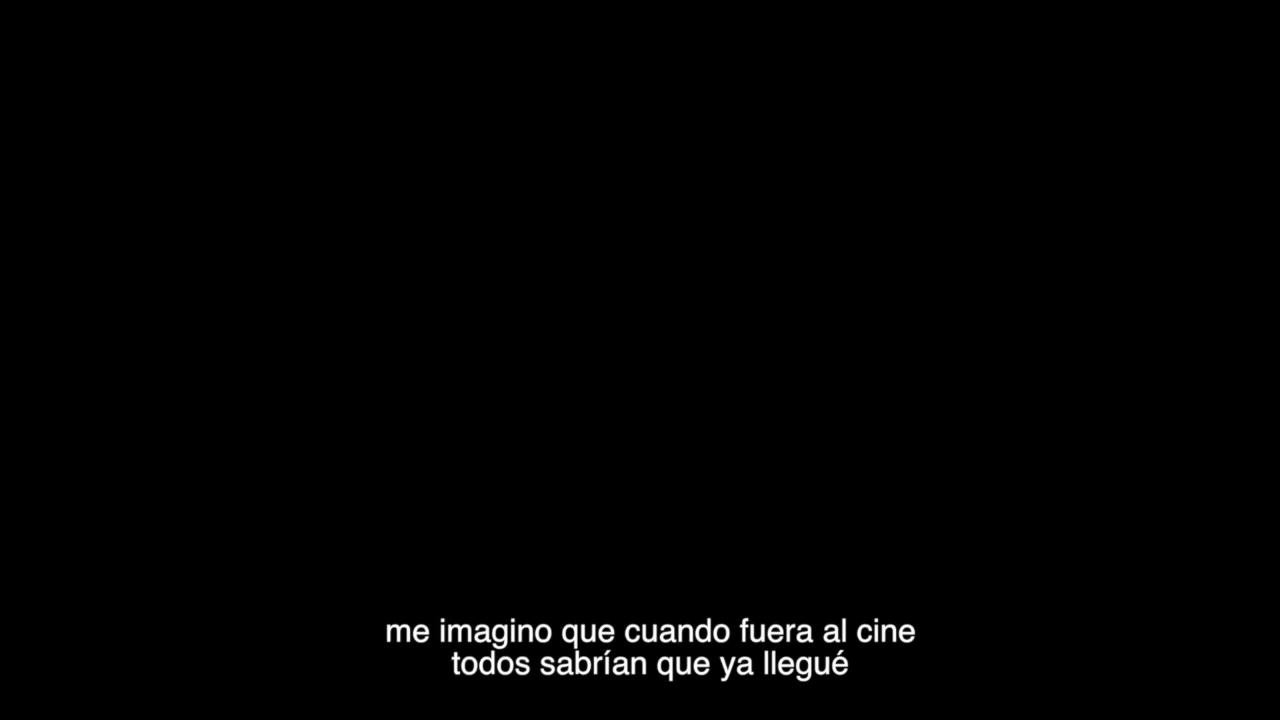 me imagino que cuando fuera al cine
todos sabrían que ya llegué